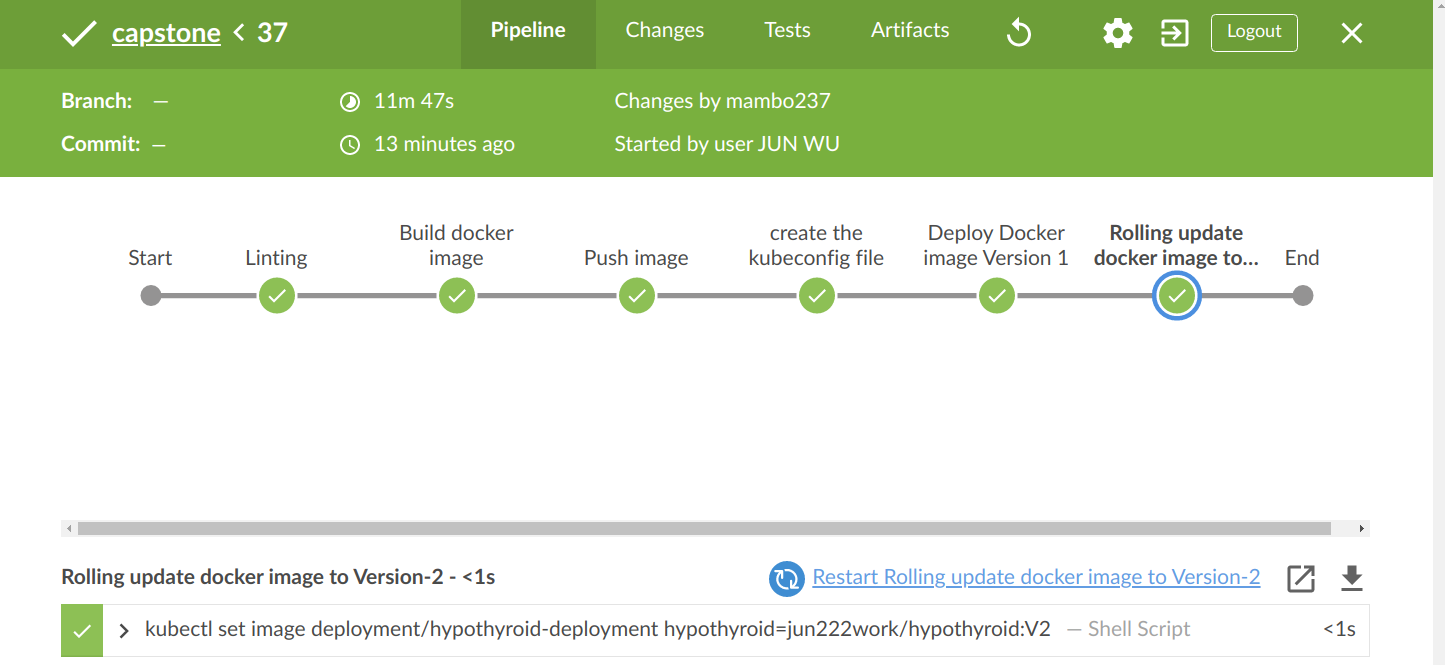 capstone < 37
Pipeline Changes Tests Artifacts Logout
Branch: — 11m 47s Changes by mambo237
Commit: — 13 minutes ago Started by user JUN WU
Start
Linting
Build docker
image
Push image
create the
kubeconfig file
Deploy Docker
image Version 1
Rolling update
docker image to...
End
Rolling update docker image to Version-2 - <1s
Restart Rolling update docker image to Version-2
kubectl set image deployment/hypothyroid-deployment hypothyroid=jun222work/hypothyroid:V2 — Shell Script <1s